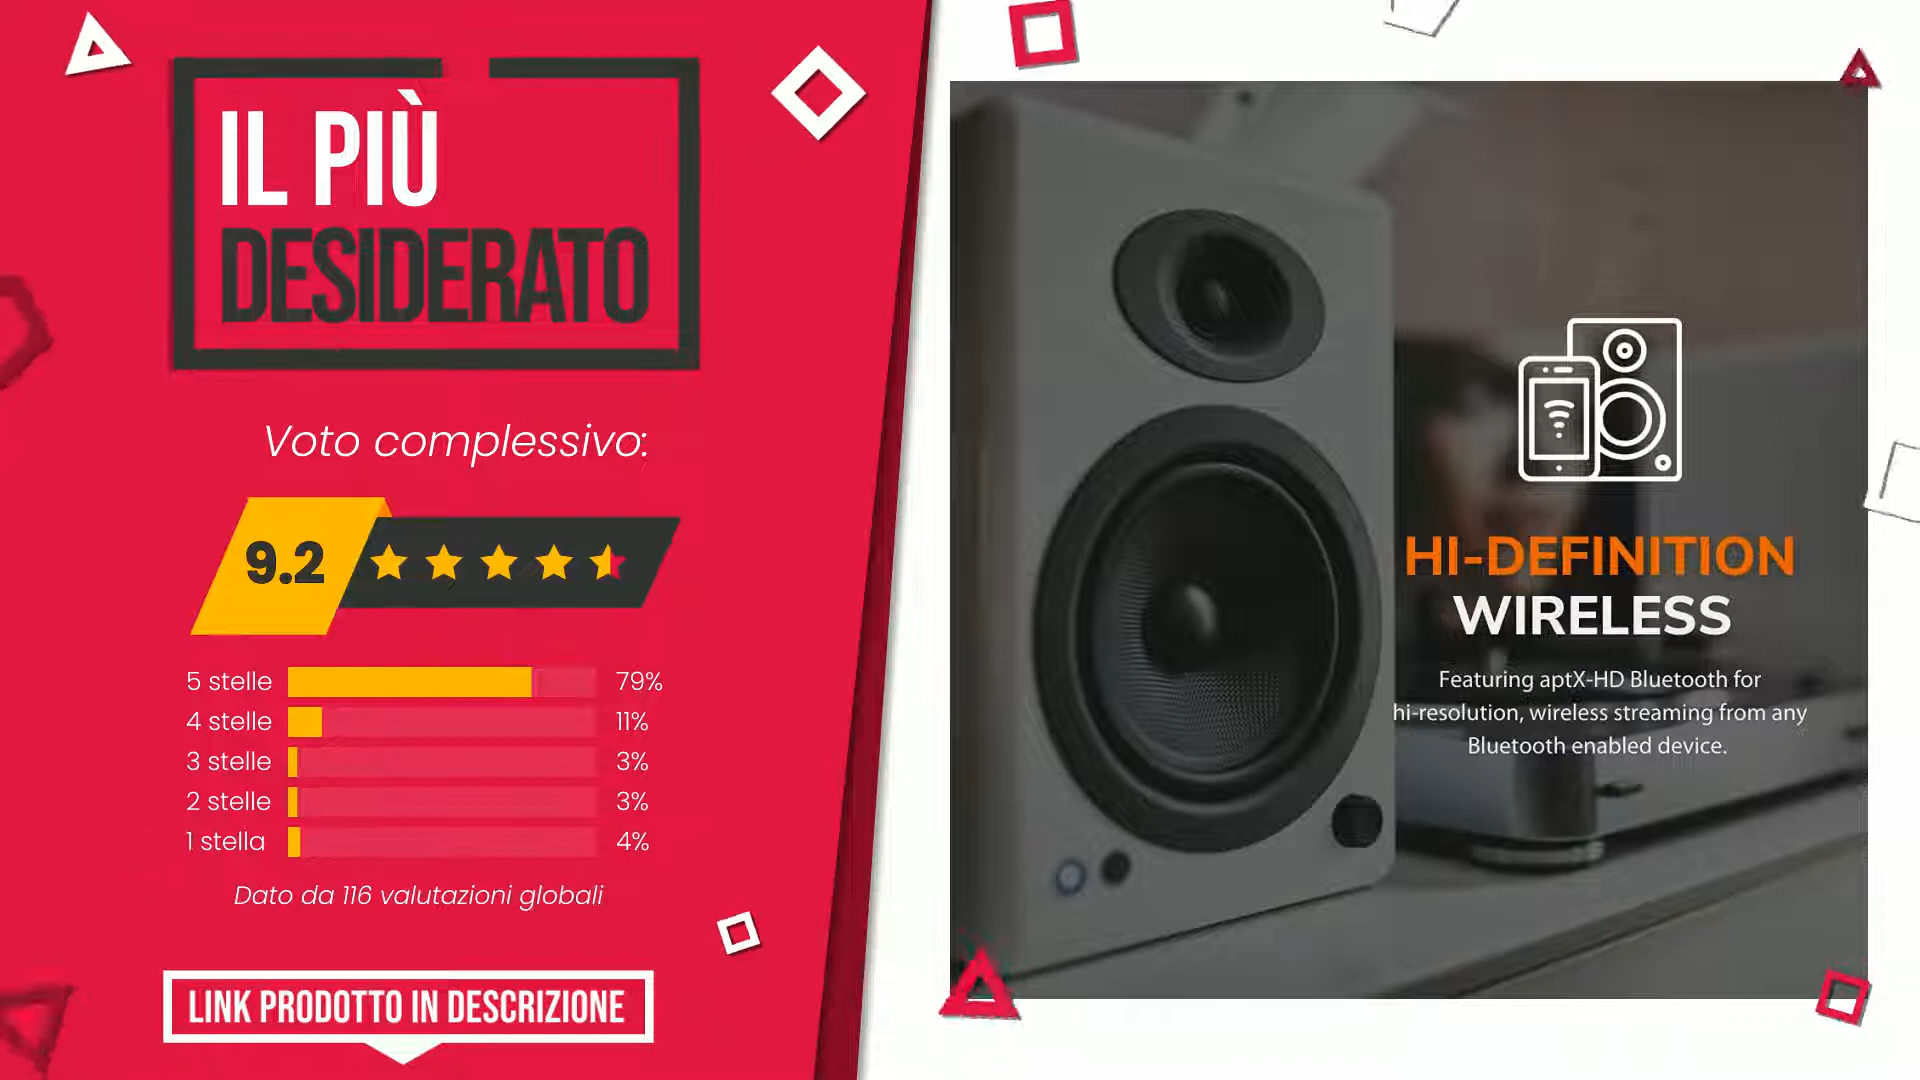 IL PIÙ
DESIDERATO
Voto complessivo:
9.2
5 stelle 79%
4 stelle 11%
3 stelle 3%
2 stelle 3%
1 stella 4%
Dato da 116 valutazioni globali
LINK PRODOTTO IN DESCRIZIONE
HI-DEFINITION
WIRELESS
Featuring aptX-HD Bluetooth for
hi-resolution, wireless streaming from any
Bluetooth enabled device.